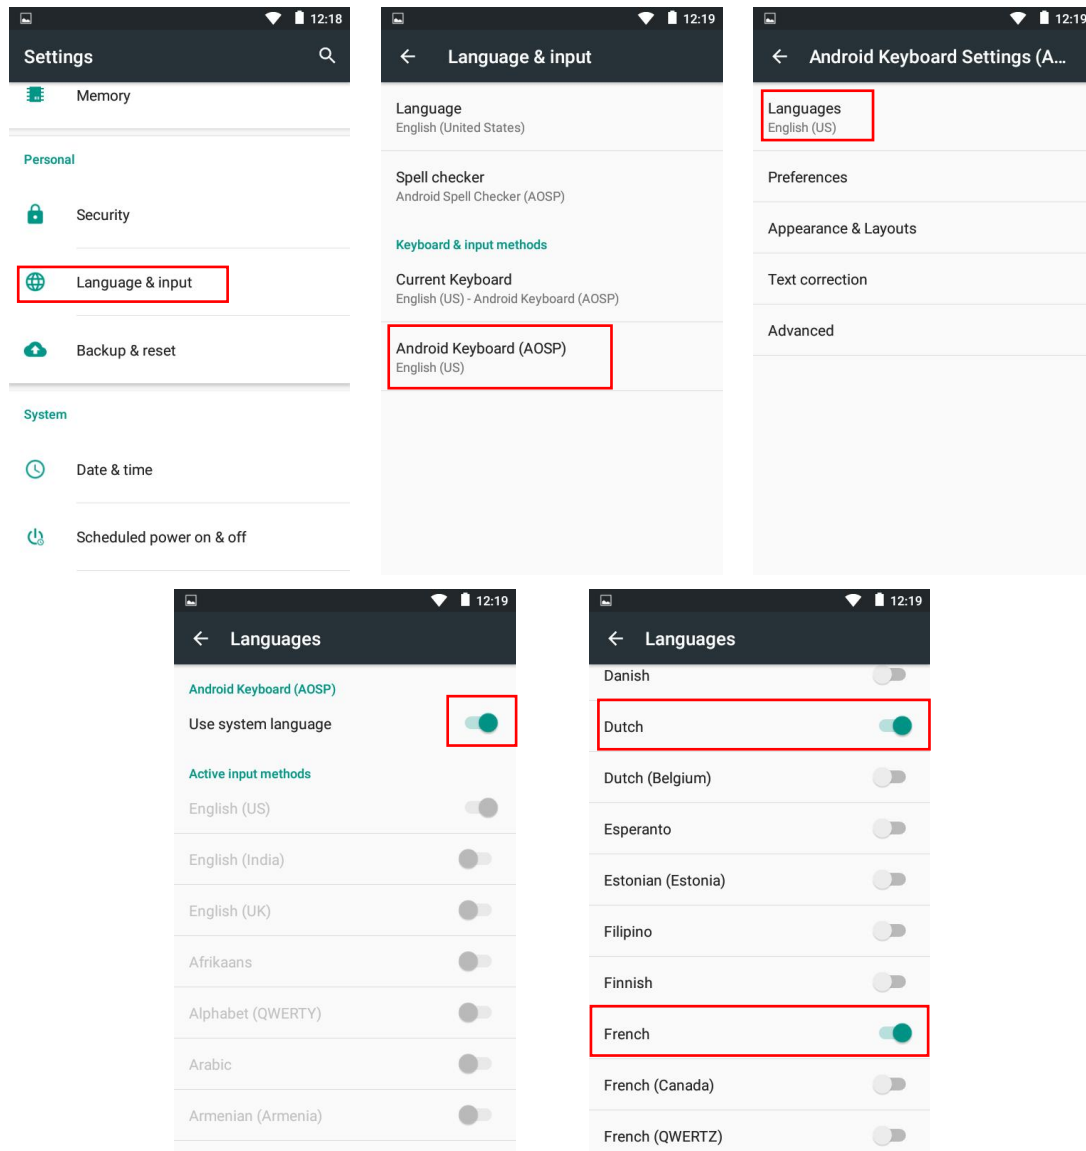 12:18
Settings
Memory
Personal
Security
Language & input
Backup & reset
System
Date & time
Scheduled power on & off
12:19
Language & input
Language
English (United States)
Spell checker
Android Spell Checker (AOSP)
Keyboard & input methods
Current Keyboard
English (US) - Android Keyboard (AOSP)
Android Keyboard (AOSP)
English (US)
12:19
Android Keyboard Settings (A...
Languages
English (US)
Preferences
Appearance & Layouts
Text correction
Advanced
12:19
Languages
Android Keyboard (AOSP)
Use system language
Active input methods
English (US)
English (India)
English (UK)
Afrikaans
Alphabet (QWERTY)
Arabic
Armenian (Armenia)
12:19
Languages
Danish
Dutch
Dutch (Belgium)
Esperanto
Estonian (Estonia)
Filipino
Finnish
French
French (Canada)
French (QWERTZ)